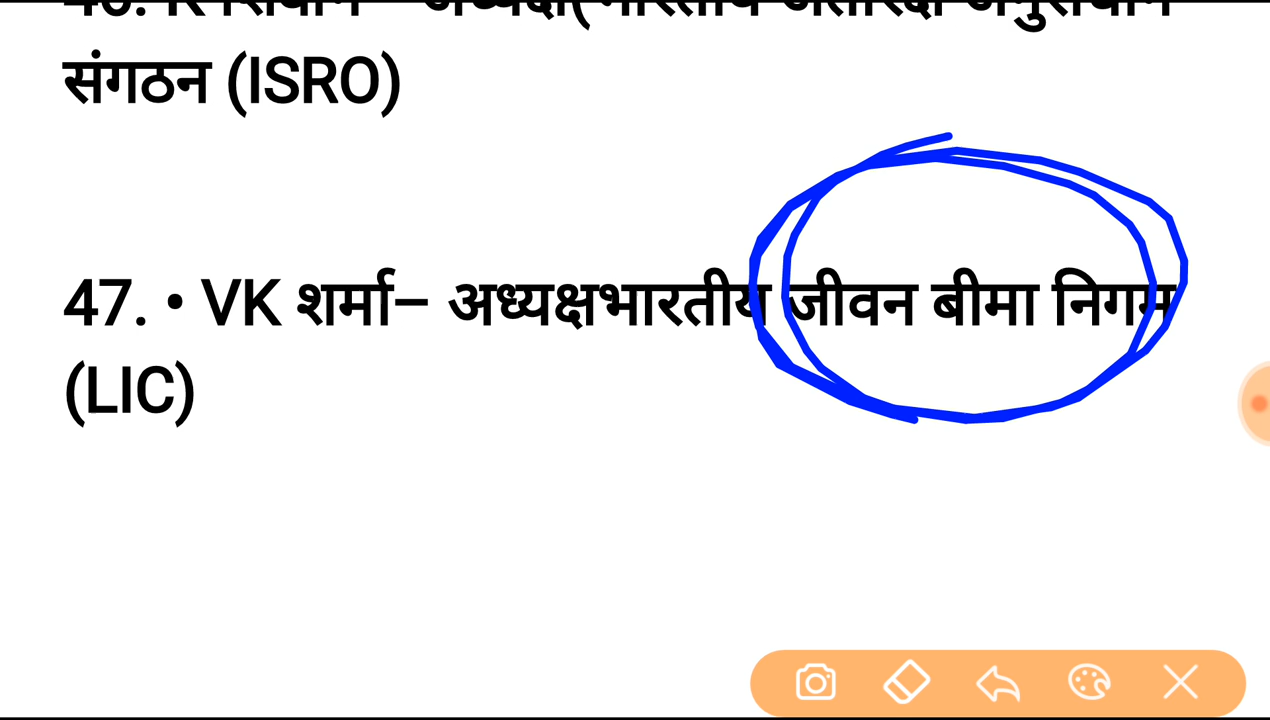 संगठन (ISRO)
47. • VK शर्मा– अध्यक्षभारतीय जीवन बीमा निगम
(LIC)